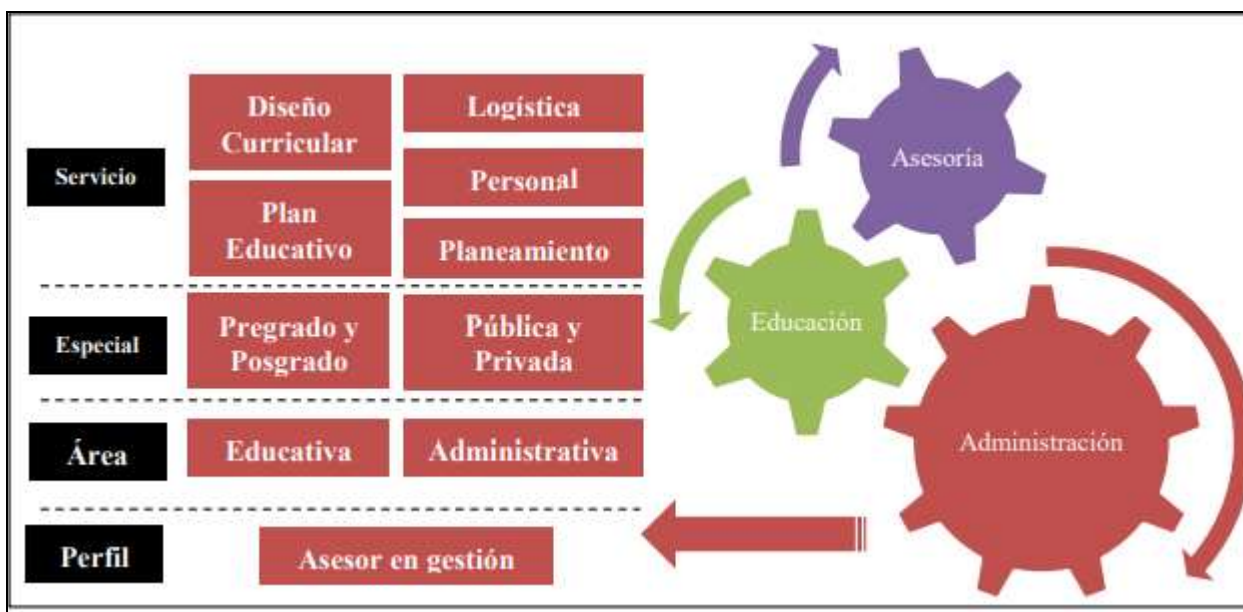 Servicio
Diseño
Curricular
Plan
Educativo
Logística
Personal
Planeamiento
Especial
Pregrado y
Posgrado
Pública y
Privada
Área
Educativa
Administrativa
Perfil
Asesor en gestión
Asesoría
Educación
Administración